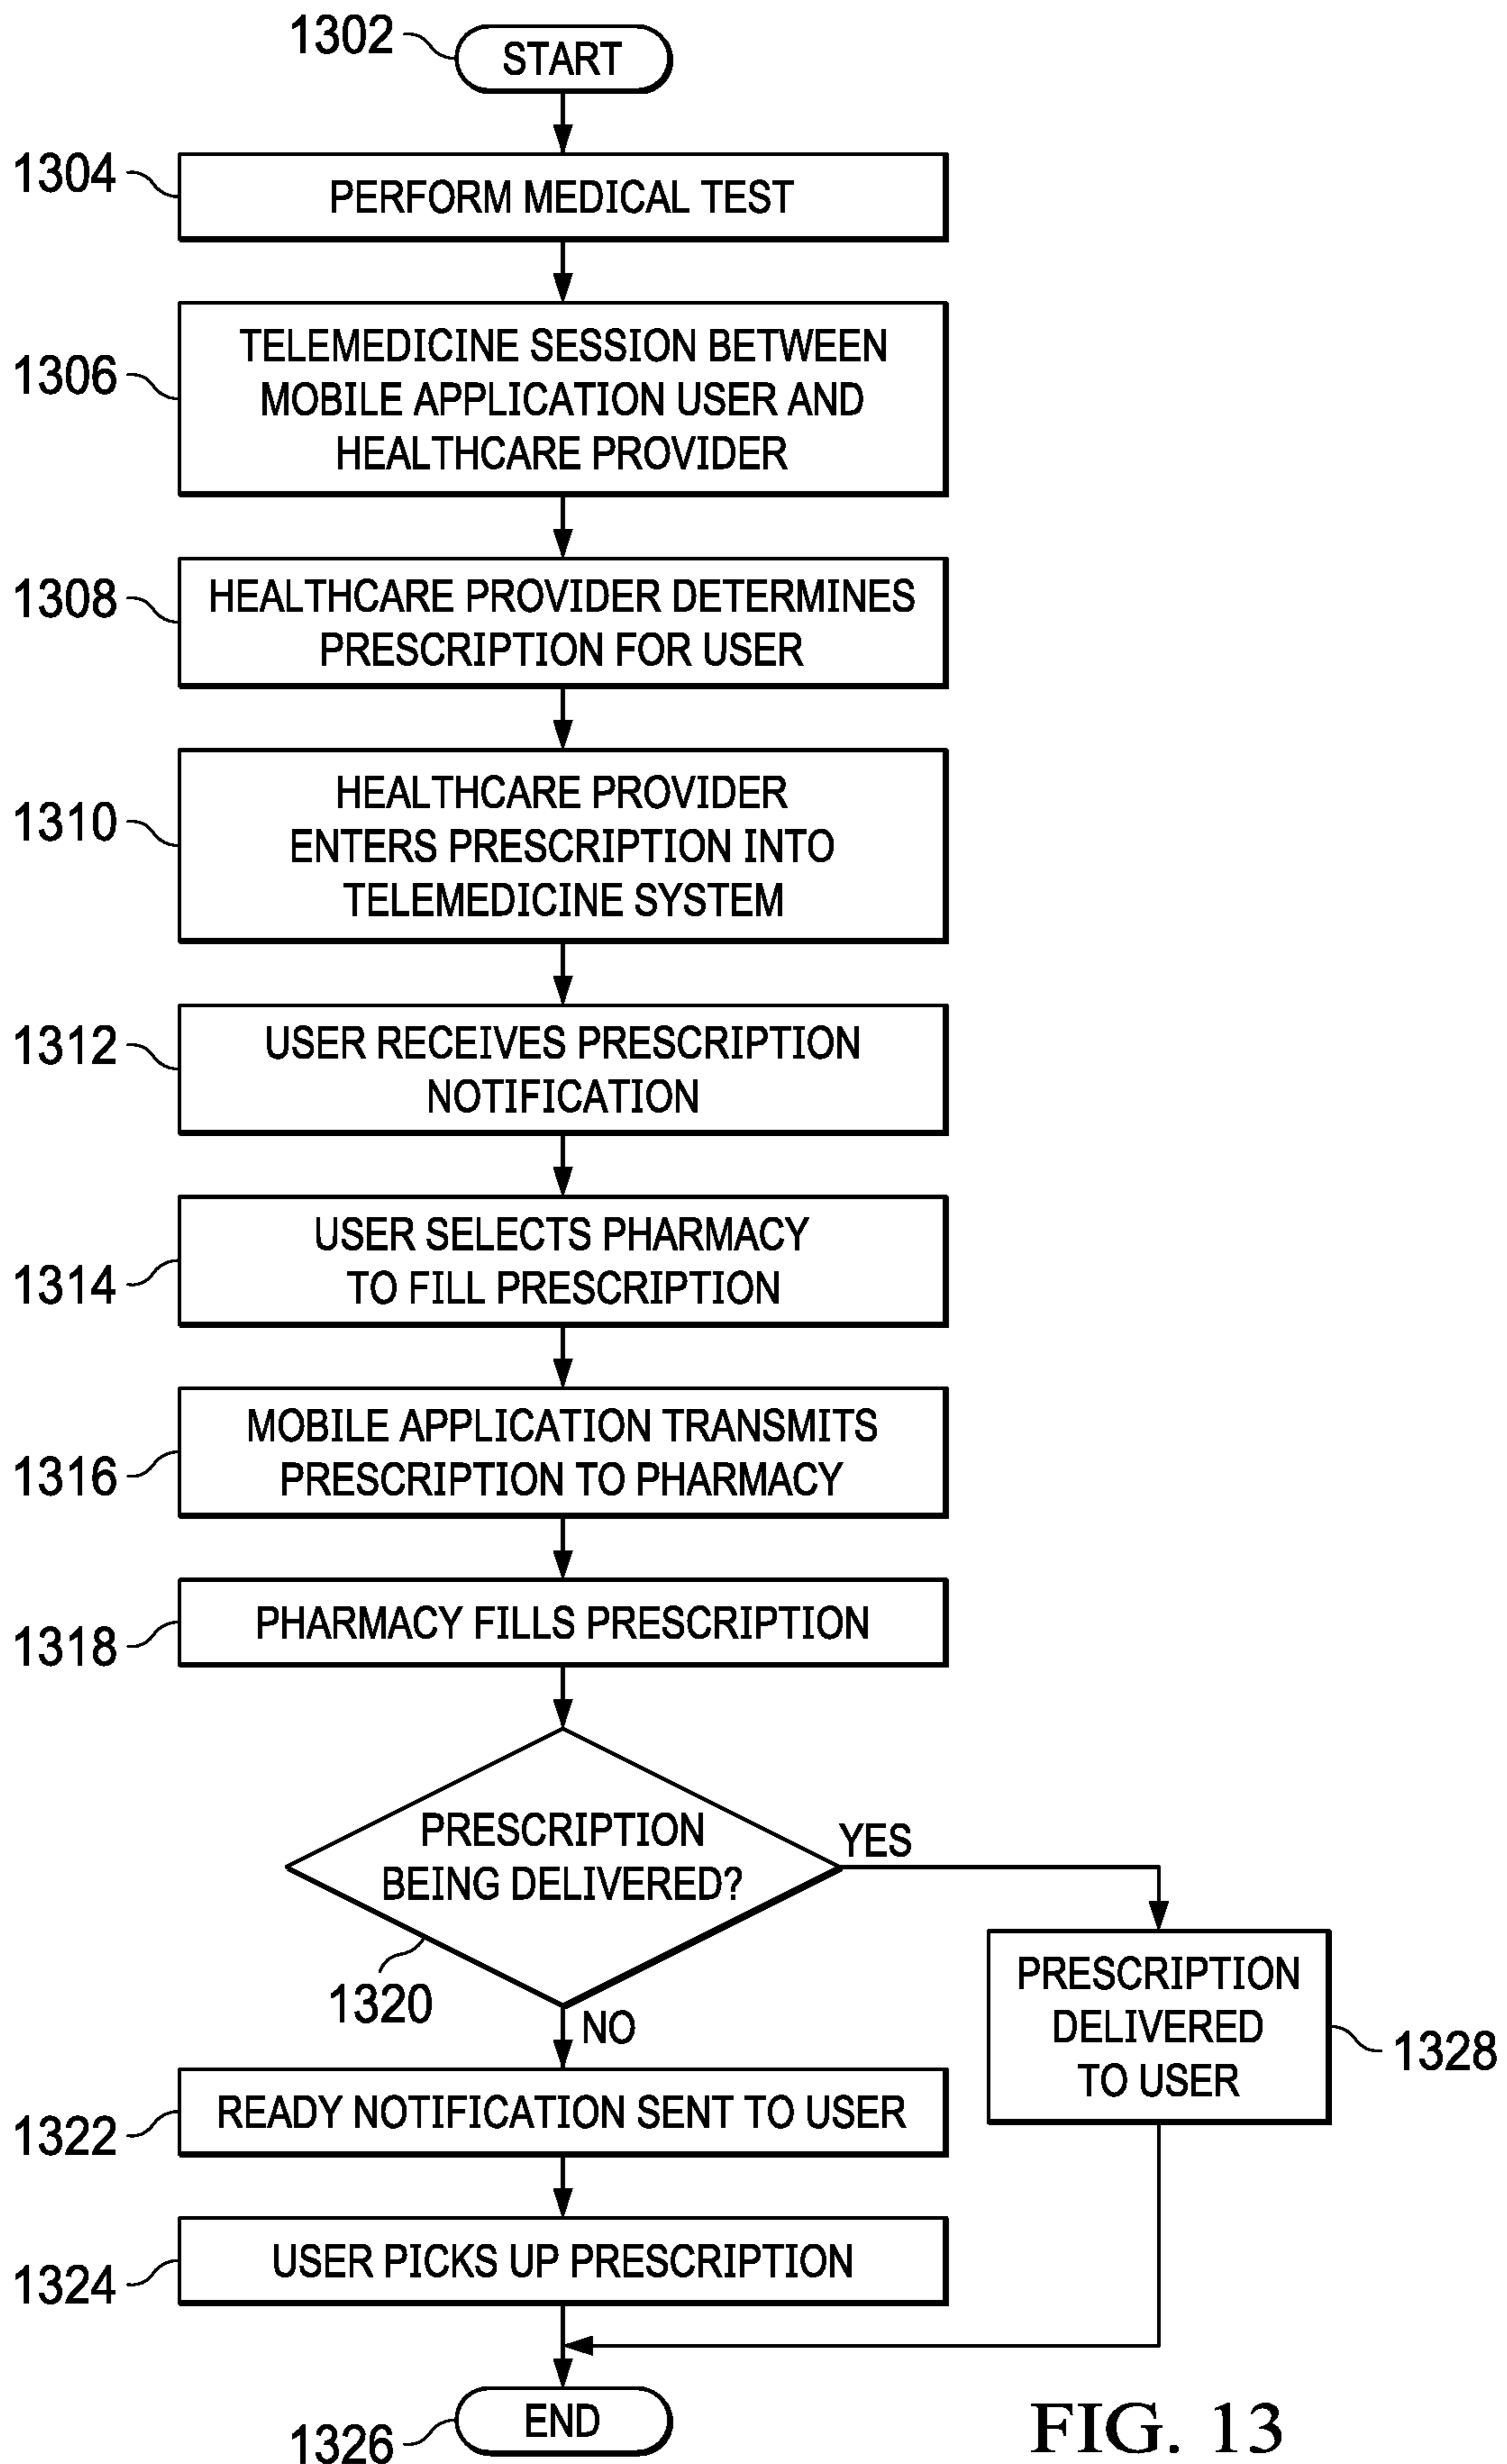 1302
START
1304
PERFORM MEDICAL TEST
1306
TELEMEDICINE SESSION BETWEEN
MOBILE APPLICATION USER AND
HEALTHCARE PROVIDER
1308
HEALTHCARE PROVIDER DETERMINES
PRESCRIPTION FOR USER
1310
HEALTHCARE PROVIDER
ENTERS PRESCRIPTION INTO
TELEMEDICINE SYSTEM
1312
USER RECEIVES PRESCRIPTION
NOTIFICATION
1314
USER SELECTS PHARMACY
TO FILL PRESCRIPTION
1316
MOBILE APPLICATION TRANSMITS
PRESCRIPTION TO PHARMACY
1318
PHARMACY FILLS PRESCRIPTION
PRESCRIPTION
BEING DELIVERED?
YES
1320
NO
PRESCRIPTION
DELIVERED
TO USER
1328
1322
READY NOTIFICATION SENT TO USER
1324
USER PICKS UP PRESCRIPTION
1326
END
FIG. 13